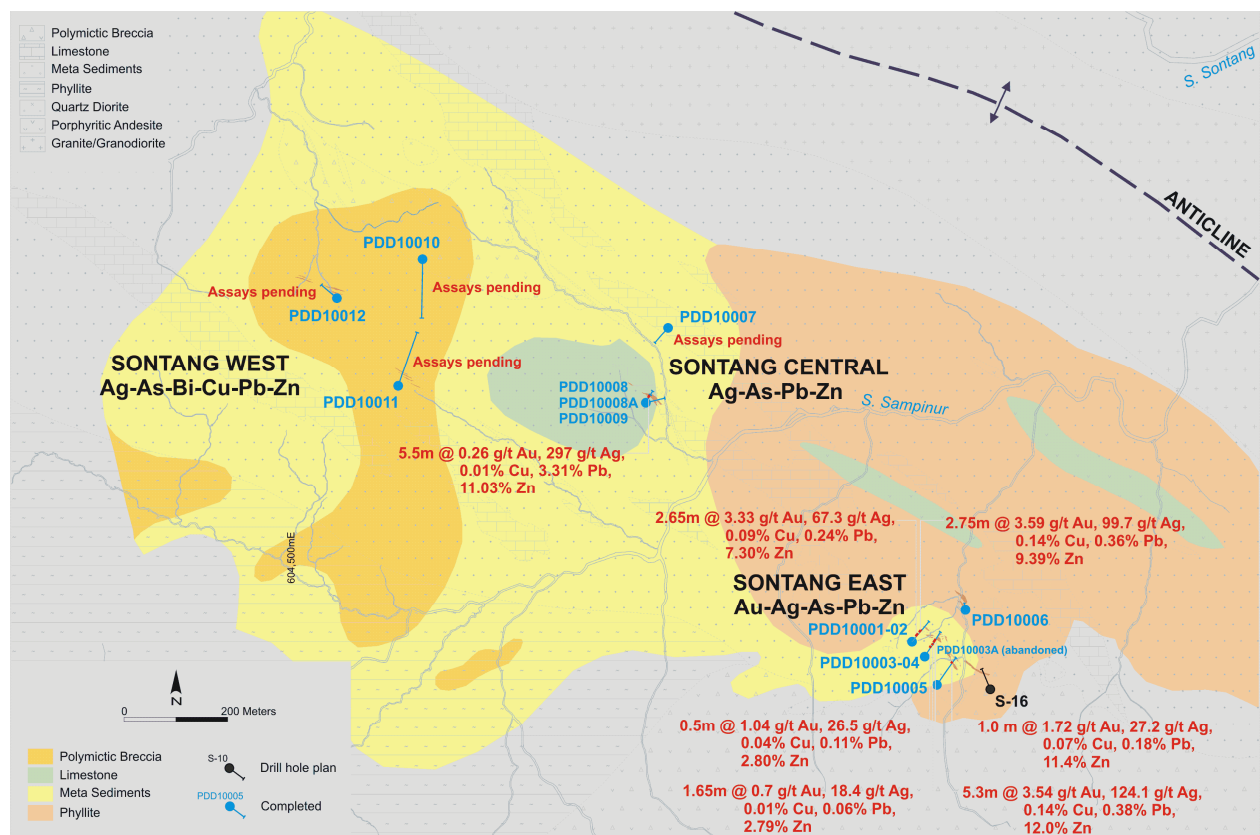 Polymictic Breccia
Limestone
Meta Sediments
Phyllite
Quartz Diorite
Porphyritic Andesite
Granite/Granodiorite
S. Sontang
ANTICLINE
PDD10010
Assays pending
Assays pending
PDD10012
PDD10007
Assays pending
SONTANG WEST
Ag-As-Bi-Cu-Pb-Zn
Assays pending
PDD10011
SONTANG CENTRAL
Ag-As-Pb-Zn
PDD10008
PDD10008A
PDD10009
S. Sampinur
5.5m @ 0.26 g/t Au, 297 g/t Ag,
0.01% Cu, 3.31% Pb,
11.03% Zn
2.65m @ 3.33 g/t Au, 67.3 g/t Ag,
0.09% Cu, 0.24% Pb,
7.30% Zn
2.75m @ 3.59 g/t Au, 99.7 g/t Ag,
0.14% Cu, 0.36% Pb,
9.39% Zn
604,500mE
SONTANG EAST
Au-Ag-As-Pb-Zn
PDD10001-02
PDD10006
PDD10003A (abandoned)
PDD10003-04
PDD10005
S-16
0.5m @ 1.04 g/t Au, 26.5 g/t Ag,
0.04% Cu, 0.11% Pb,
2.80% Zn
1.0 m @ 1.72 g/t Au, 27.2 g/t Ag,
0.07% Cu, 0.18% Pb,
11.4% Zn
1.65m @ 0.7 g/t Au, 18.4 g/t Ag,
0.01% Cu, 0.06% Pb,
2.79% Zn
5.3m @ 3.54 g/t Au, 124.1 g/t Ag,
0.14% Cu, 0.38% Pb,
12.0% Zn
N
0 200 Meters
Polymictic Breccia
Limestone
Meta Sediments
Phyllite
S-10
Drill hole plan
PDD10005
Completed